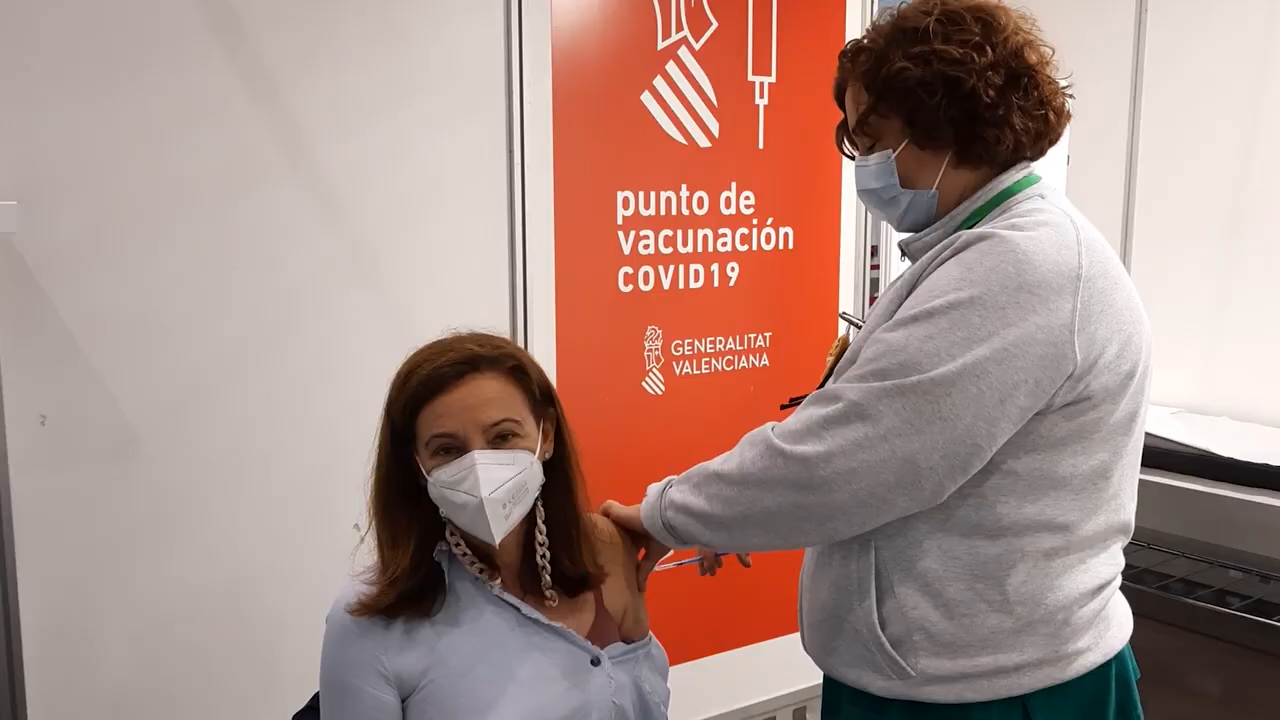 punto de
vacunación
COVID19
GENERALITAT
VALENCIANA